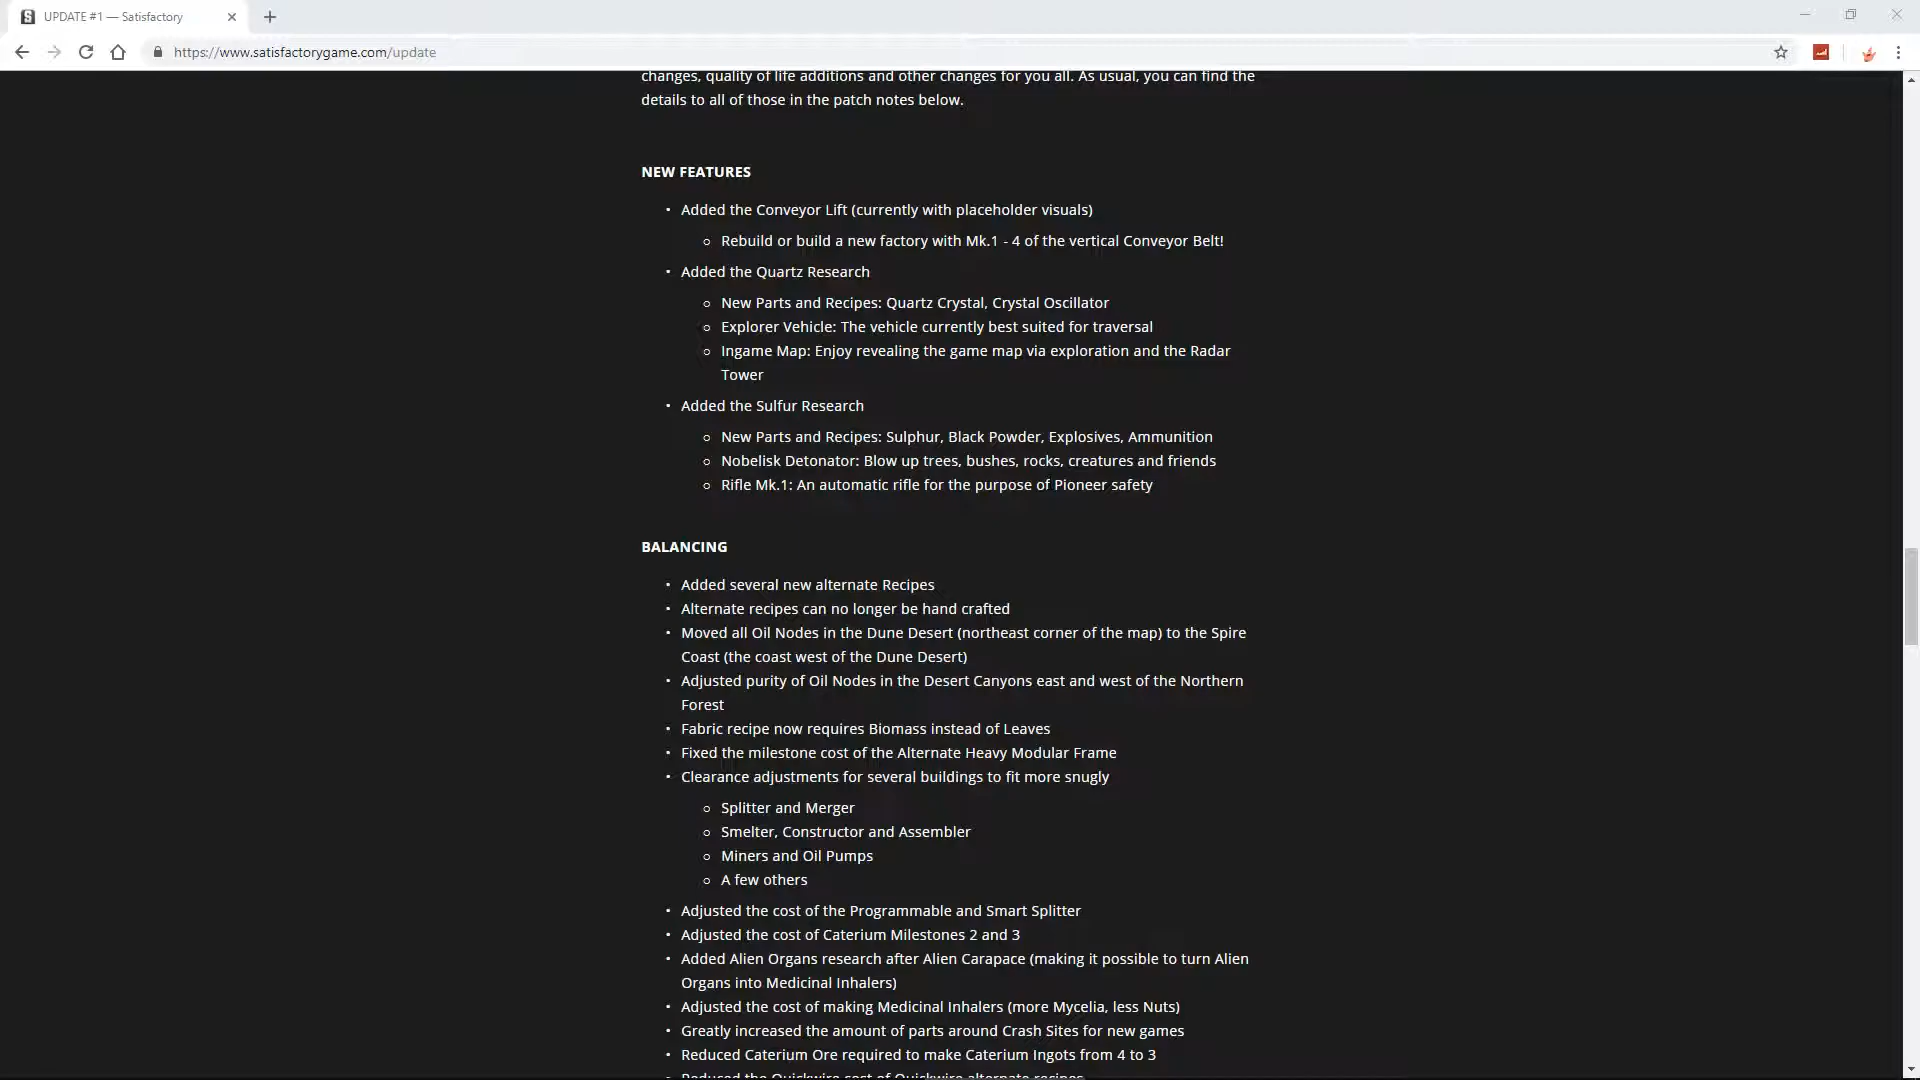 UPDATE #1 — Satisfactory
https://www.satisfactorygame.com/update
changes, quality of life additions and other changes for you all. As usual, you can find the
details to all of those in the patch notes below.
NEW FEATURES
• Added the Conveyor Lift (currently with placeholder visuals)
○ Rebuild or build a new factory with Mk.1 - 4 of the vertical Conveyor Belt!
• Added the Quartz Research
○ New Parts and Recipes: Quartz Crystal, Crystal Oscillator
○ Explorer Vehicle: The vehicle currently best suited for traversal
○ Ingame Map: Enjoy revealing the game map via exploration and the Radar
Tower
• Added the Sulfur Research
○ New Parts and Recipes: Sulphur, Black Powder, Explosives, Ammunition
○ Nobelisk Detonator: Blow up trees, bushes, rocks, creatures and friends
○ Rifle Mk.1: An automatic rifle for the purpose of Pioneer safety
BALANCING
• Added several new alternate Recipes
• Alternate recipes can no longer be hand crafted
• Moved all Oil Nodes in the Dune Desert (northeast corner of the map) to the Spire
Coast (the coast west of the Dune Desert)
• Adjusted purity of Oil Nodes in the Desert Canyons east and west of the Northern
Forest
• Fabric recipe now requires Biomass instead of Leaves
• Fixed the milestone cost of the Alternate Heavy Modular Frame
• Clearance adjustments for several buildings to fit more snugly
○ Splitter and Merger
○ Smelter, Constructor and Assembler
○ Miners and Oil Pumps
○ A few others
• Adjusted the cost of the Programmable and Smart Splitter
• Adjusted the cost of Caterium Milestones 2 and 3
• Added Alien Organs research after Alien Carapace (making it possible to turn Alien
Organs into Medicinal Inhalers)
• Adjusted the cost of making Medicinal Inhalers (more Mycelia, less Nuts)
• Greatly increased the amount of parts around Crash Sites for new games
• Reduced Caterium Ore required to make Caterium Ingots from 4 to 3
• Reduced the Quickwire cost of Quickwire alternate recipes